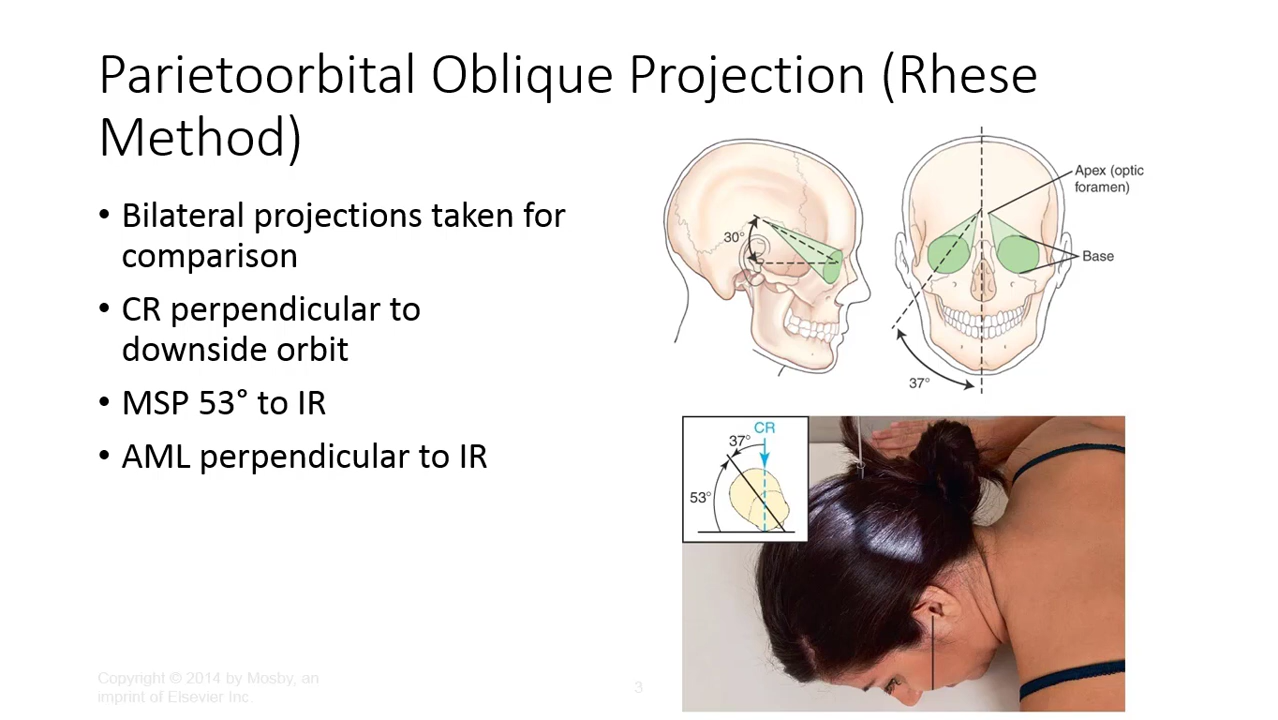 Parietoorbital Oblique Projection (Rhese
Method)
• Bilateral projections taken for
comparison
• CR perpendicular to
downside orbit
• MSP 53° to IR
• AML perpendicular to IR
30°
Apex (optic
foramen)
Base
37°
CR
37°
53°
Copyright © 2014 by Mosby, an
imprint of Elsevier Inc.
3